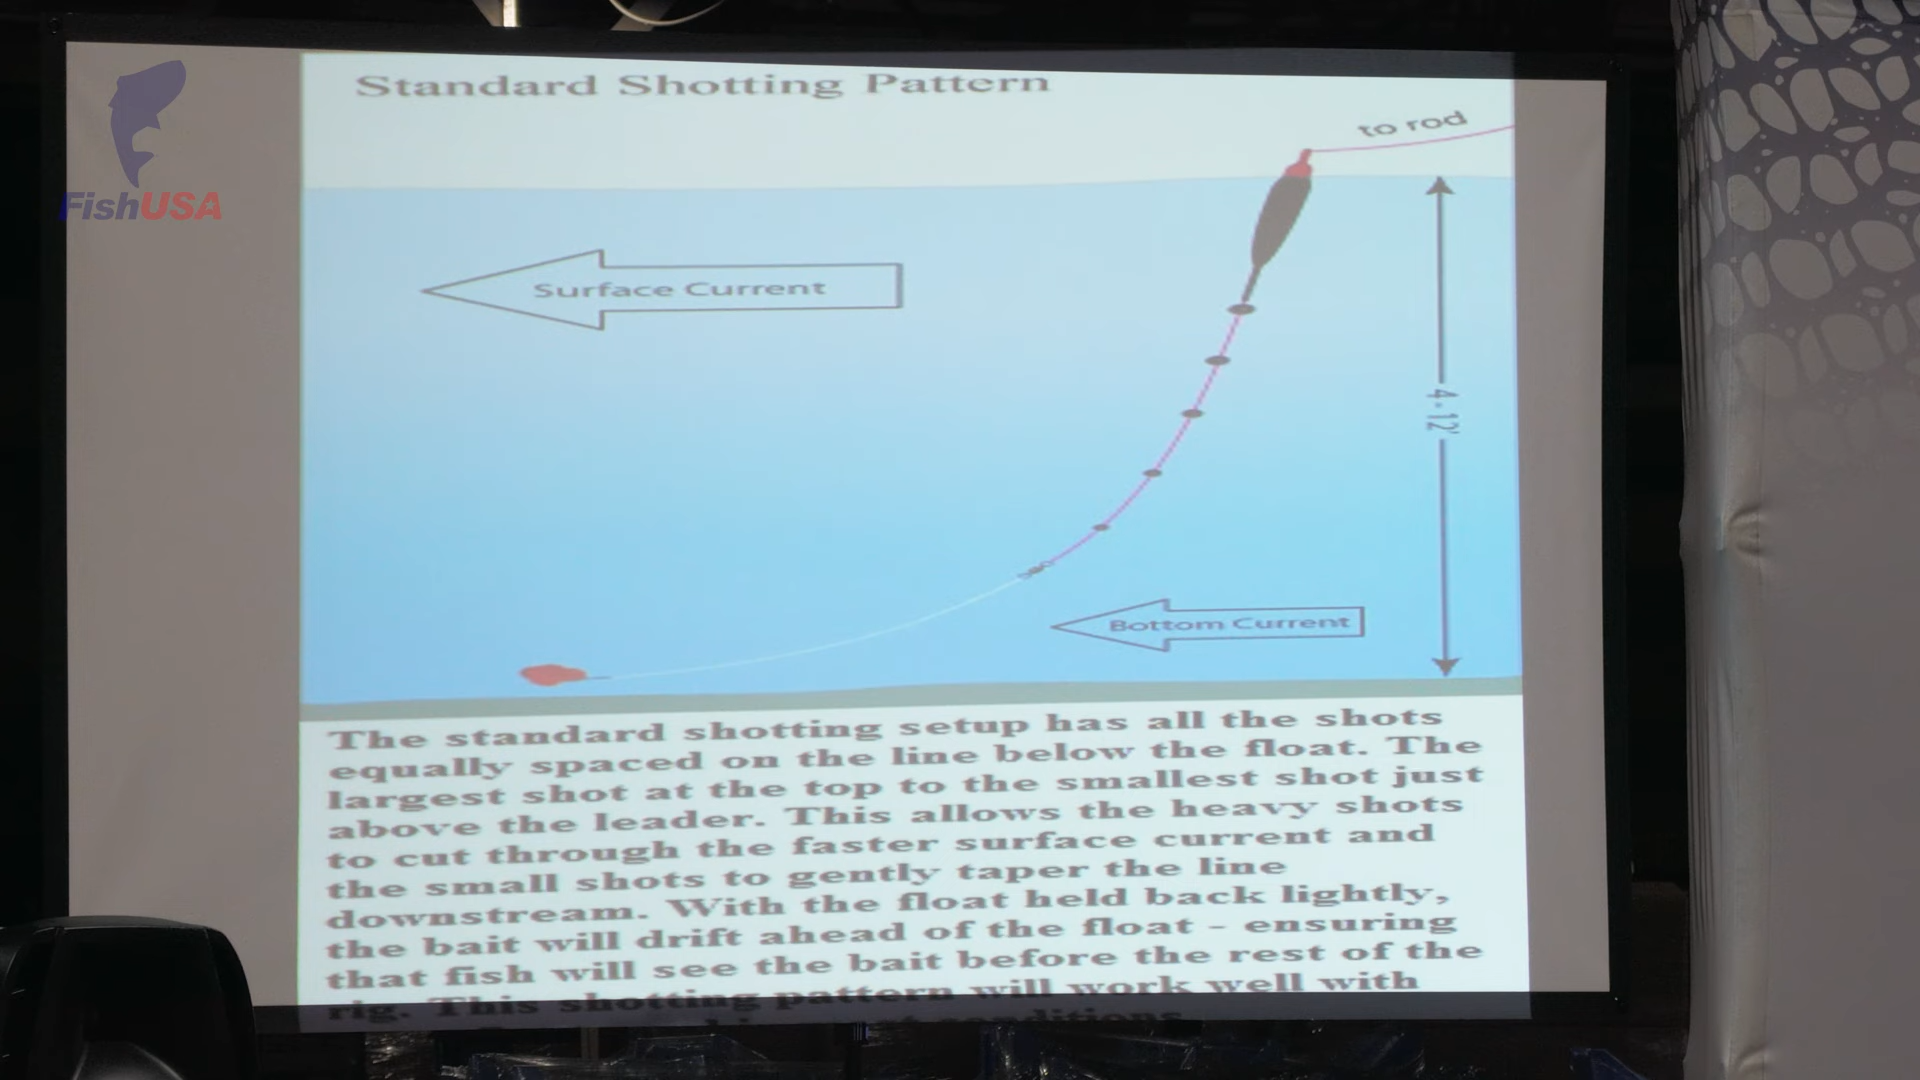 FishUSA
Standard Shotting Pattern
to rod
Surface Current
4-12'
Bottom Current
The standard shotting setup has all the shots
equally spaced on the line below the float. The
largest shot at the top to the smallest shot just
above the leader. This allows the heavy shots
to cut through the faster surface current and
the small shots to gently taper the line
downstream. With the float held back lightly,
the bait will drift ahead of the float - ensuring
that fish will see the bait before the rest of the
rig. This shotting pattern will work well with
conditions